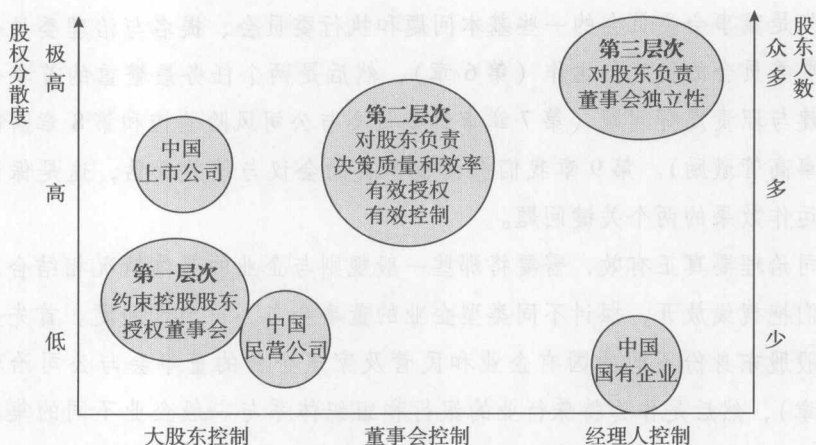 股权分散度
极高
高
低
股东人数
众多
多
少
第三层次
对股东负责
董事会独立性
第二层次
对股东负责
决策质量和效率
有效授权
有效控制
中国
上市公司
第一层次
约束控股股东
授权董事会
中国
民营公司
中国
国有企业
大股东控制
董事会控制
经理人控制